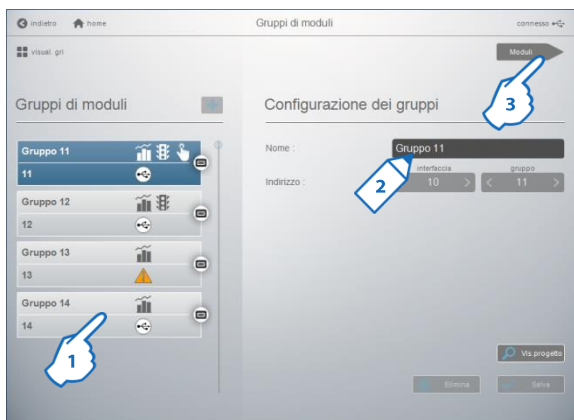 indietro home Gruppi di moduli connesso
visual. gri Moduli
Gruppi di moduli
Configurazione dei gruppi
3
Gruppo 11
11
Gruppo 12
12
Gruppo 13
13
Gruppo 14
14
1
Nome : Gruppo 11
interfaccia gruppo
Indirizzo : 10 > < 11 >
2
Vis progetto
Elimina Salva